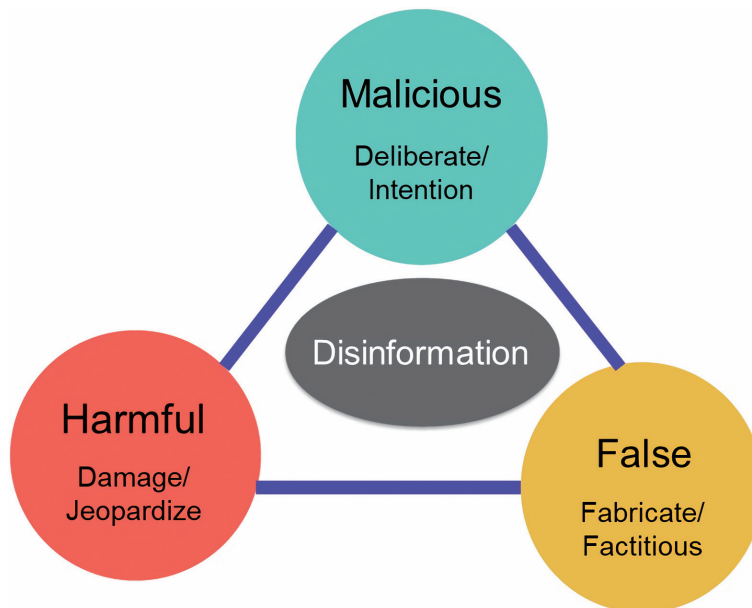 Malicious
Deliberate/
Intention
Disinformation
Harmful
Damage/
Jeopardize
False
Fabricate/
Factitious